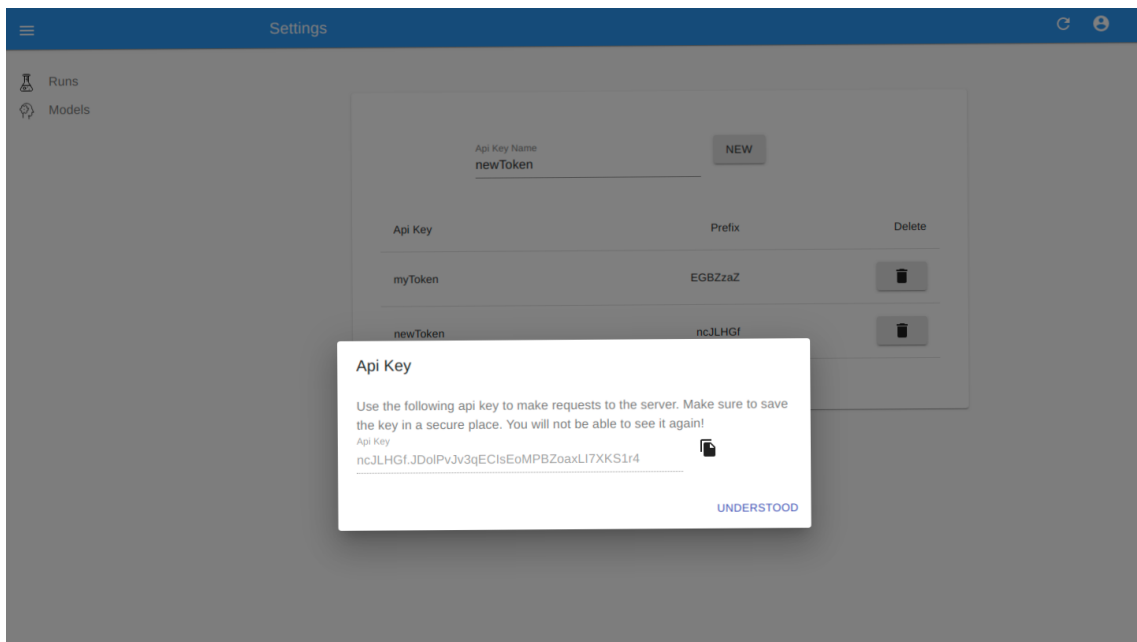 Settings
Runs
Models
Api Key Name
newToken
NEW
Api Key Prefix Delete
myToken EGBZzaZ
newToken ncJLHGf
Api Key
Use the following api key to make requests to the server. Make sure to save
the key in a secure place. You will not be able to see it again!
Api Key
ncJLHGf.JDolPvJv3qECIsEoMPBZoaxLI7XKS1r4
UNDERSTOOD